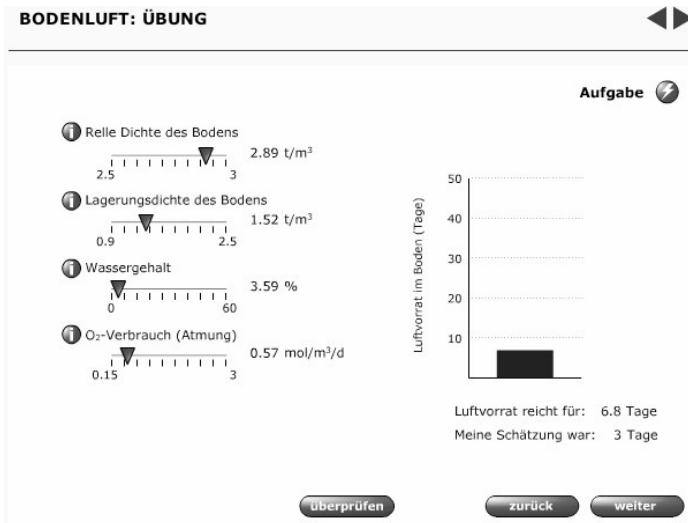 BODENLUFT: ÜBUNG
Aufgabe
Relle Dichte des Bodens
2.89 t/m³
2.5 3
Lagerungsdichte des Bodens
1.52 t/m³
0.9 2.5
Wassergehalt
3.59 %
0 60
O₂-Verbrauch (Atmung)
0.57 mol/m³/d
0.15 3
Luftvorrat im Boden (Tage)
50
40
30
20
10
Luftvorrat reicht für: 6.8 Tage
Meine Schätzung war: 3 Tage
überprüfen zurück weiter